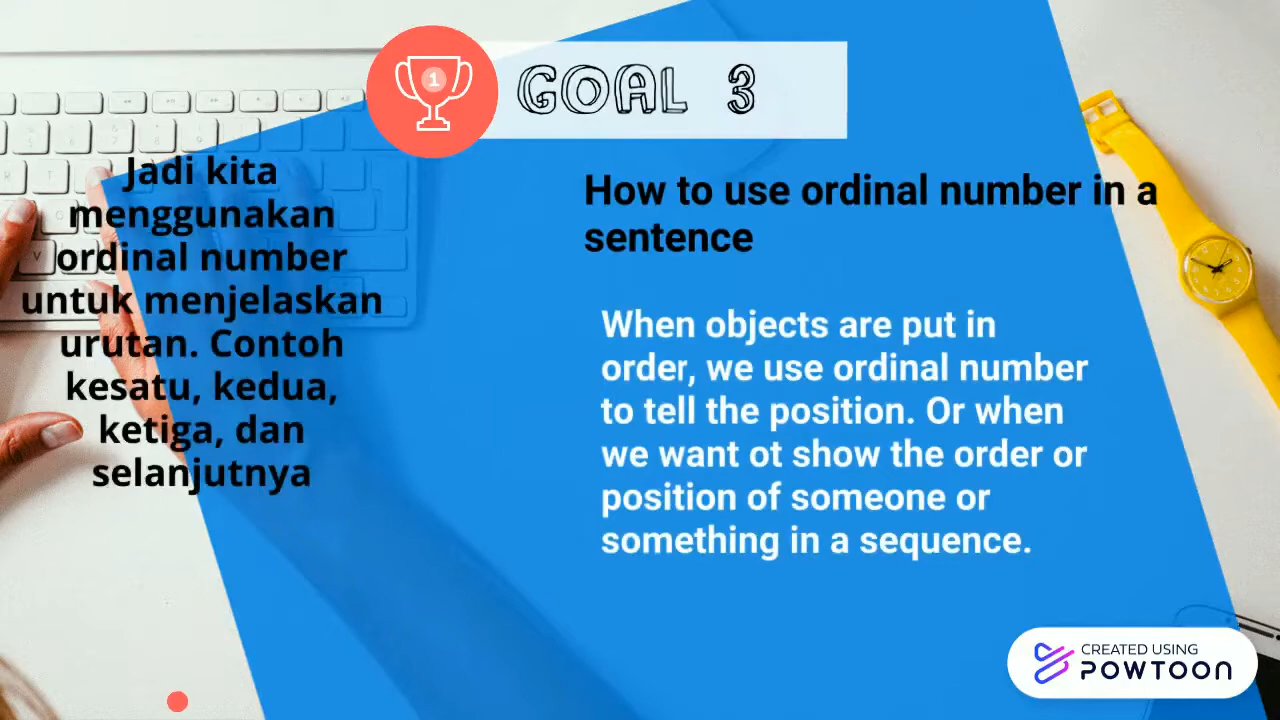 1
GOAL 3
Jadi kita
menggunakan
ordinal number
untuk menjelaskan
urutan. Contoh
kesatu, kedua,
ketiga, dan
selanjutnya
How to use ordinal number in a
sentence
When objects are put in
order, we use ordinal number
to tell the position. Or when
we want ot show the order or
position of someone or
something in a sequence.
CREATED USING
POWTOON